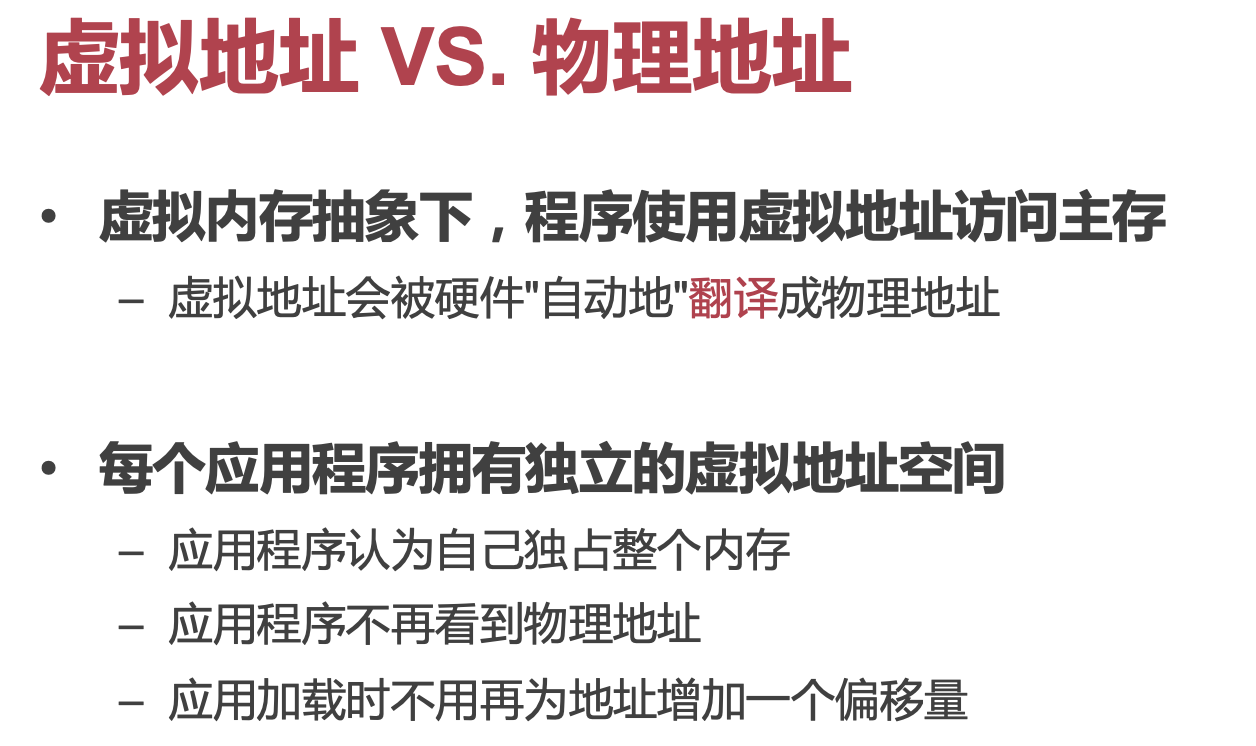 虚拟地址 VS. 物理地址
• 虚拟内存抽象下，程序使用虚拟地址访问主存
– 虚拟地址会被硬件"自动地"翻译成物理地址
• 每个应用程序拥有独立的虚拟地址空间
– 应用程序认为自己独占整个内存
– 应用程序不再看到物理地址
– 应用加载时不用再为地址增加一个偏移量